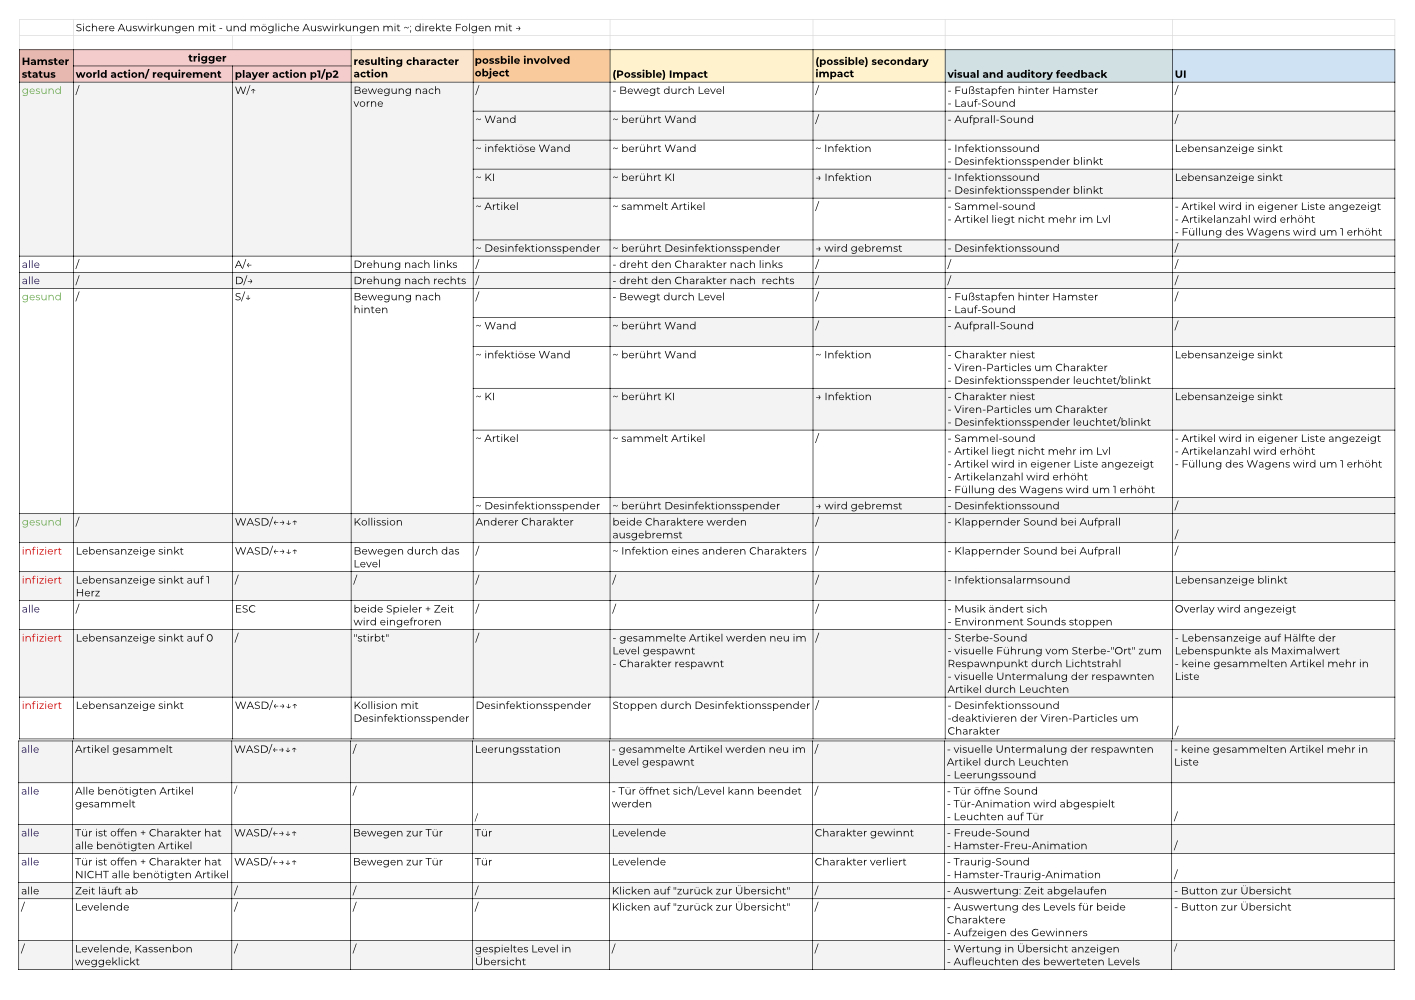 Sichere Auswirkungen mit - und mögliche Auswirkungen mit ~; direkte Folgen mit →
Hamster status | trigger | resulting character action | possbile involved object | (Possible) Impact | (possible) secondary impact | visual and auditory feedback | UI
world action/ requirement | player action p1/p2
gesund | / | W/↑ | Bewegung nach vorne | / | - Bewegt durch Level | / | - Fußstapfen hinter Hamster - Lauf-Sound | /
~ Wand | ~ berührt Wand | / | - Aufprall-Sound | /
~ infektiöse Wand | ~ berührt Wand | ~ Infektion | - Infektionssound - Desinfektionsspender blinkt | Lebensanzeige sinkt
~ KI | ~ berührt KI | → Infektion | - Infektionssound - Desinfektionsspender blinkt | Lebensanzeige sinkt
~ Artikel | ~ sammelt Artikel | / | - Sammel-sound - Artikel liegt nicht mehr im Lvl | - Artikel wird in eigener Liste angezeigt - Artikelanzahl wird erhöht - Füllung des Wagens wird um 1 erhöht
~ Desinfektionsspender | ~ berührt Desinfektionsspender | → wird gebremst | - Desinfektionssound | /
alle | / | A/← | Drehung nach links | / | - dreht den Charakter nach links | / | / | /
alle | / | D/→ | Drehung nach rechts | / | - dreht den Charakter nach  rechts | / | / | /
gesund | / | S/↓ | Bewegung nach hinten | / | - Bewegt durch Level | / | - Fußstapfen hinter Hamster - Lauf-Sound | /
~ Wand | ~ berührt Wand | / | - Aufprall-Sound | /
~ infektiöse Wand | ~ berührt Wand | ~ Infektion | - Charakter niest - Viren-Particles um Charakter - Desinfektionsspender leuchtet/blinkt | Lebensanzeige sinkt
~ KI | ~ berührt KI | → Infektion | - Charakter niest - Viren-Particles um Charakter - Desinfektionsspender leuchtet/blinkt | Lebensanzeige sinkt
~ Artikel | ~ sammelt Artikel | / | - Sammel-sound - Artikel liegt nicht mehr im Lvl - Artikel wird in eigener Liste angezeigt - Artikelanzahl wird erhöht - Füllung des Wagens wird um 1 erhöht | - Artikel wird in eigener Liste angezeigt - Artikelanzahl wird erhöht - Füllung des Wagens wird um 1 erhöht
~ Desinfektionsspender | ~ berührt Desinfektionsspender | → wird gebremst | - Desinfektionssound | /
gesund | / | WASD/←→↓↑ | Kollission | Anderer Charakter | beide Charaktere werden ausgebremst | / | - Klappernder Sound bei Aufprall | /
infiziert | Lebensanzeige sinkt | WASD/←→↓↑ | Bewegen durch das Level | / | ~ Infektion eines anderen Charakters | / | - Klappernder Sound bei Aufprall | /
infiziert | Lebensanzeige sinkt auf 1 Herz | / | / | / | / | / | - Infektionsalarmsound | Lebensanzeige blinkt
alle | / | ESC | beide Spieler + Zeit wird eingefroren | / | / | / | - Musik ändert sich - Environment Sounds stoppen | Overlay wird angezeigt
infiziert | Lebensanzeige sinkt auf 0 | / | "stirbt" | / | - gesammelte Artikel werden neu im Level gespawnt - Charakter respawnt | / | - Sterbe-Sound - visuelle Führung vom Sterbe-"Ort" zum Respawnpunkt durch Lichtstrahl - visuelle Untermalung der respawnten Artikel durch Leuchten | - Lebensanzeige auf Hälfte der Lebenspunkte als Maximalwert - keine gesammelten Artikel mehr in Liste
infiziert | Lebensanzeige sinkt | WASD/←→↓↑ | Kollision mit Desinfektionsspender | Desinfektionsspender | Stoppen durch Desinfektionsspender | / | - Desinfektionssound -deaktivieren der Viren-Particles um Charakter | /
alle | Artikel gesammelt | WASD/←→↓↑ | / | Leerungsstation | - gesammelte Artikel werden neu im Level gespawnt | / | - visuelle Untermalung der respawnten Artikel durch Leuchten - Leerungssound | - keine gesammelten Artikel mehr in Liste
alle | Alle benötigten Artikel gesammelt | / | / | / | - Tür öffnet sich/Level kann beendet werden | / | - Tür öffne Sound - Tür-Animation wird abgespielt - Leuchten auf Tür | /
alle | Tür ist offen + Charakter hat alle benötigten Artikel | WASD/←→↓↑ | Bewegen zur Tür | Tür | Levelende | Charakter gewinnt | - Freude-Sound - Hamster-Freu-Animation | /
alle | Tür ist offen + Charakter hat NICHT alle benötigten Artikel | WASD/←→↓↑ | Bewegen zur Tür | Tür | Levelende | Charakter verliert | - Traurig-Sound - Hamster-Traurig-Animation | /
alle | Zeit läuft ab | / | / | / | Klicken auf "zurück zur Übersicht" | / | - Auswertung: Zeit abgelaufen | - Button zur Übersicht
/ | Levelende | / | / | / | Klicken auf "zurück zur Übersicht" | / | - Auswertung des Levels für beide Charaktere - Aufzeigen des Gewinners | - Button zur Übersicht
/ | Levelende, Kassenbon weggeklickt | / | / | gespieltes Level in Übersicht | / | / | - Wertung in Übersicht anzeigen - Aufleuchten des bewerteten Levels | /